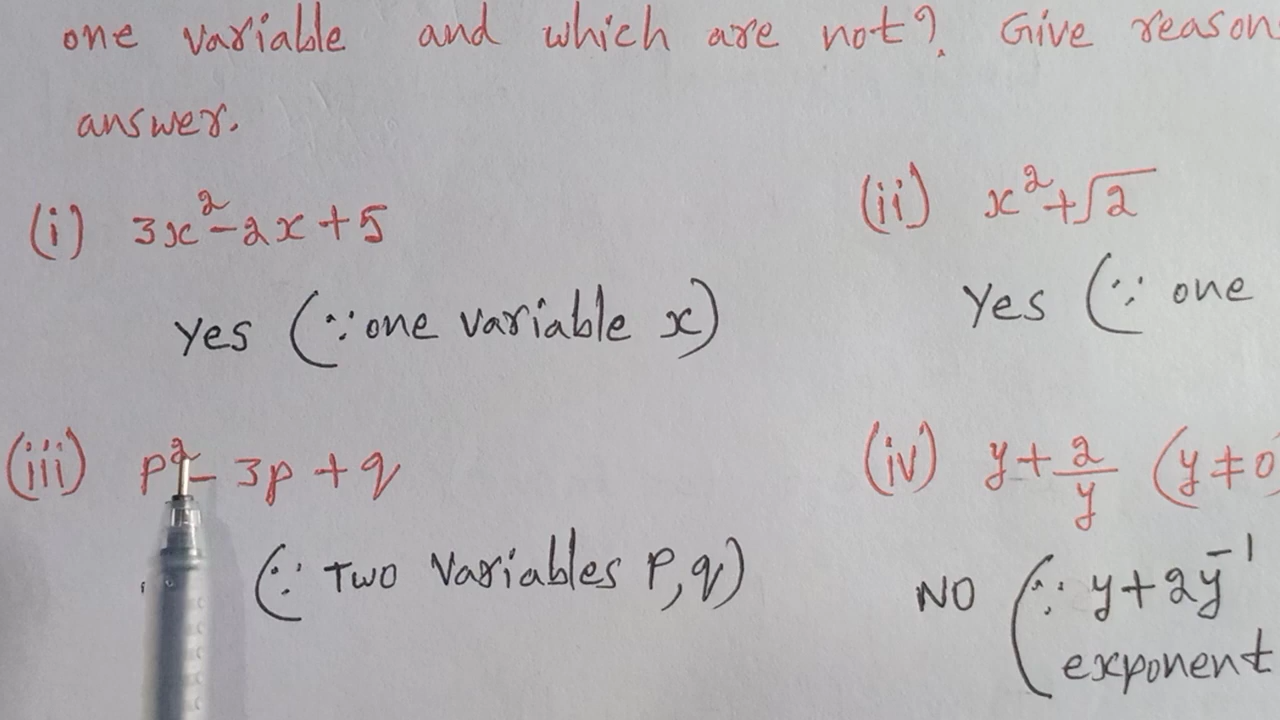 one variable and which are not? Give reason
answer.
(i) 3x²-2x+5
(ii) x²+√2
yes (∵ one variable x)
yes (∵ one
(iii) p²- 3p + q
(iv) y+2/y (y≠0
(∵ Two variables P,q)
NO (∵ y+2y⁻¹
exponent